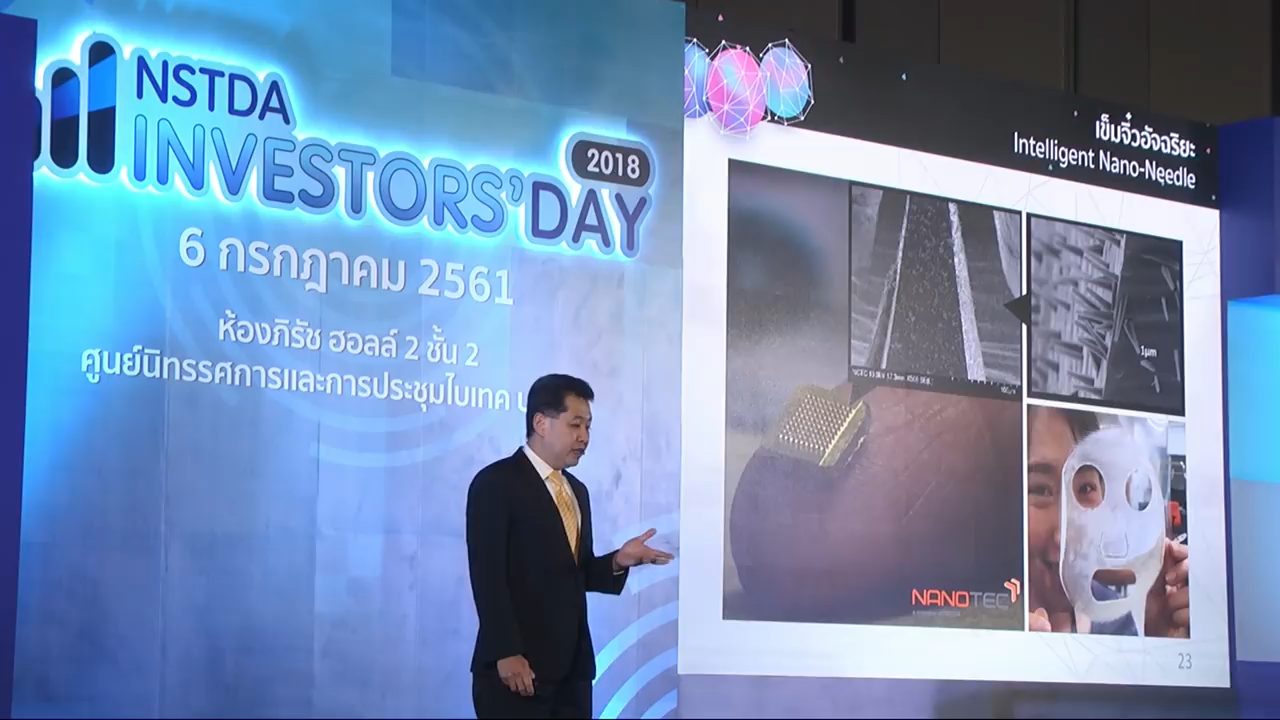 NSTDA
INVESTORS' DAY
2018
6 กรกฎาคม 2561
ห้องภิรัช ฮอลล์ 2 ชั้น 2
ศูนย์นิทรรศการและการประชุมไบเทค
เข็มจิ๋วอัจฉริยะ
Intelligent Nano-Needle
1µm
NANOTEC
23